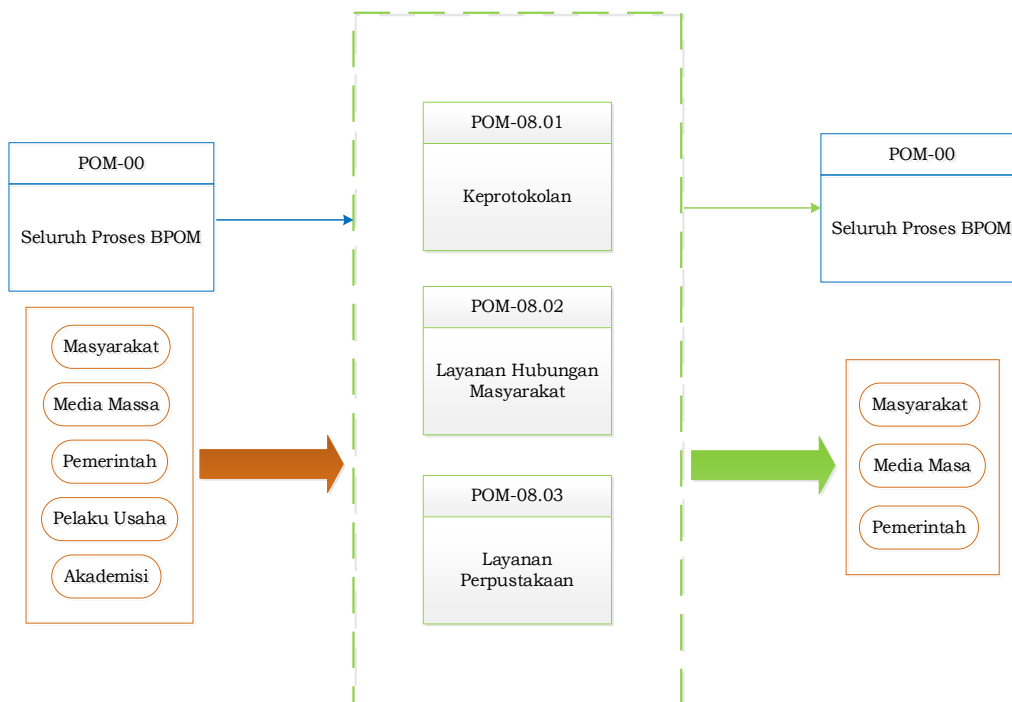 POM-00
Seluruh Proses BPOM
Masyarakat
Media Massa
Pemerintah
Pelaku Usaha
Akademisi
POM-08.01
Keprotokolan
POM-08.02
Layanan Hubungan
Masyarakat
POM-08.03
Layanan
Perpustakaan
POM-00
Seluruh Proses BPOM
Masyarakat
Media Masa
Pemerintah